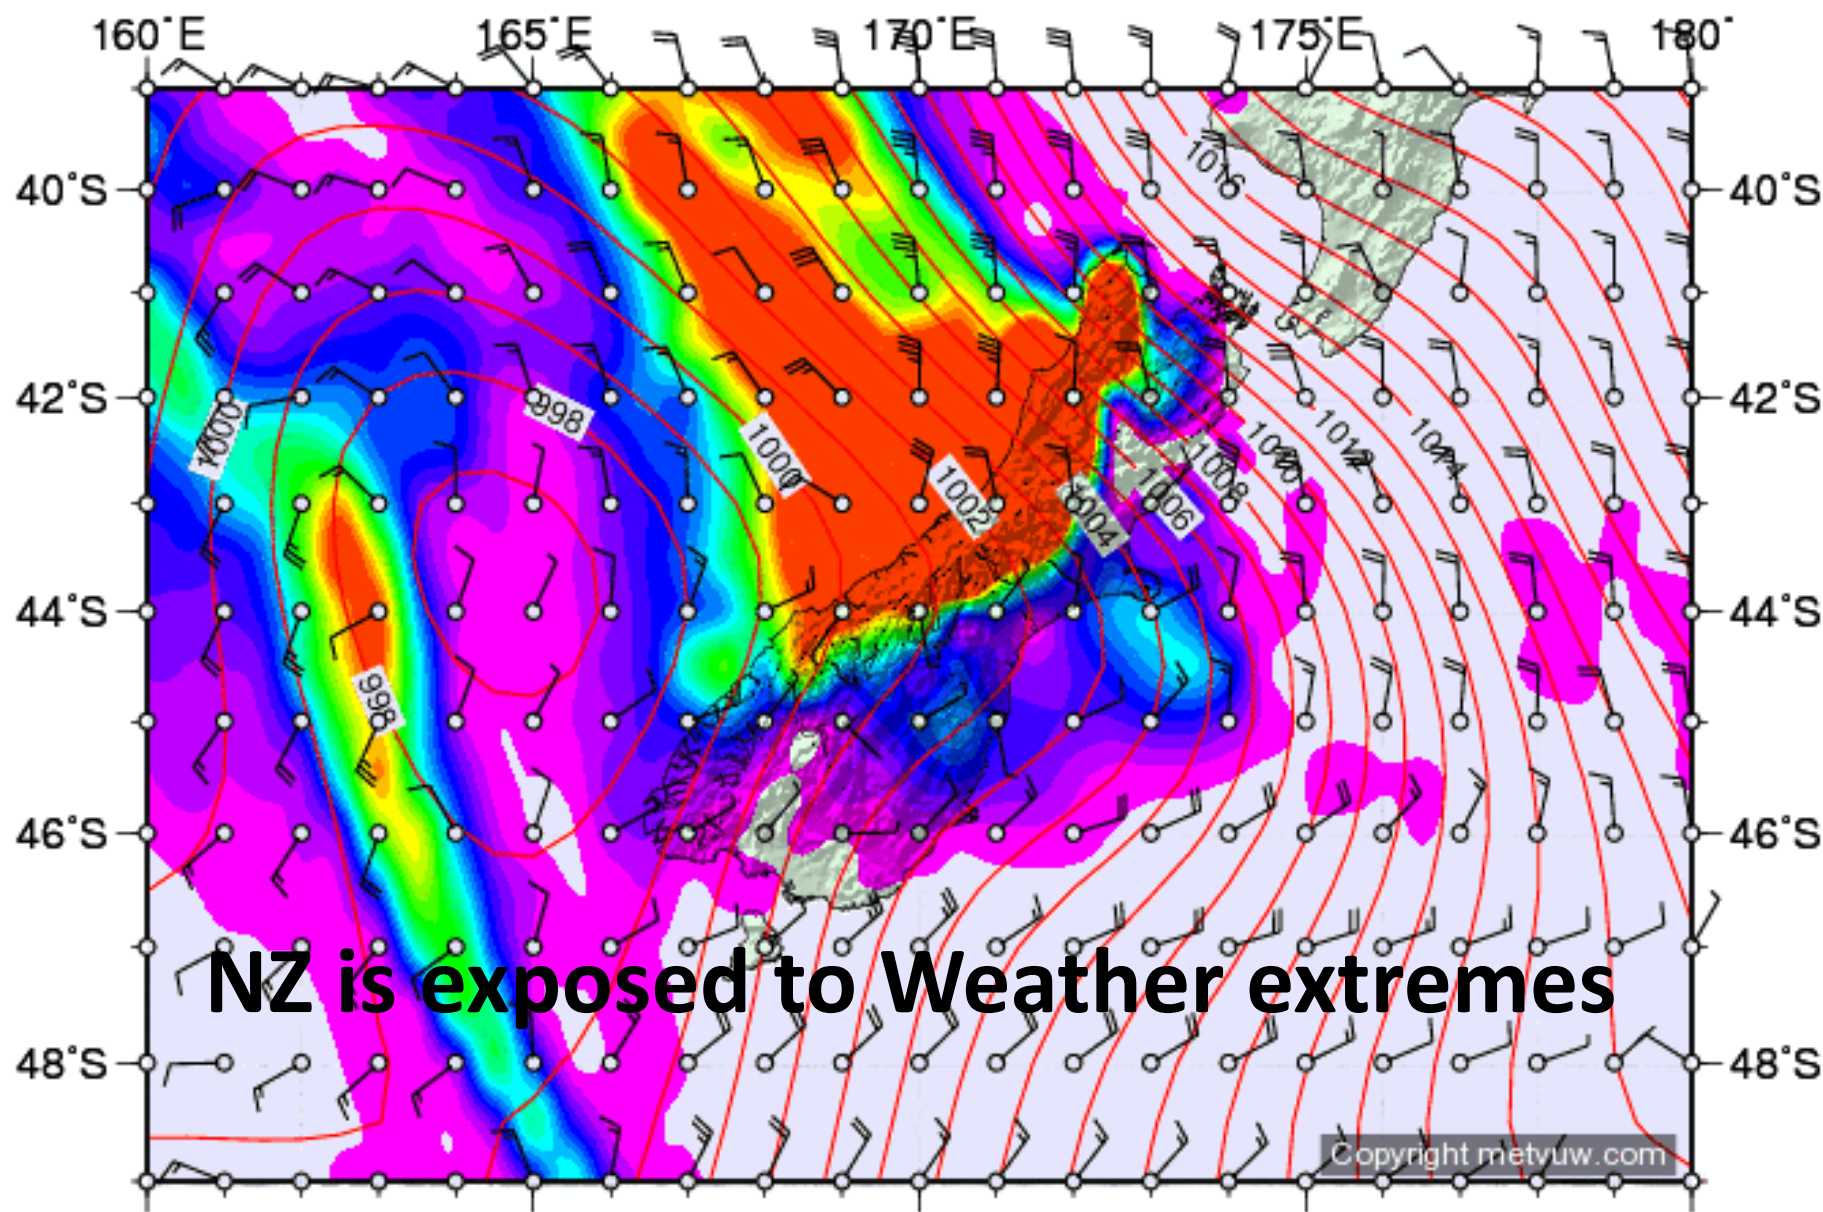 160°E 165°E 170°E 175°E 180°
1016
40°S 40°S
42°S 998 42°S
1000 1000 1012 1014
1008
1002 1004 1006
44°S 44°S
998
46°S 46°S
NZ is exposed to Weather extremes
48°S 48°S
Copyright metvuw.com